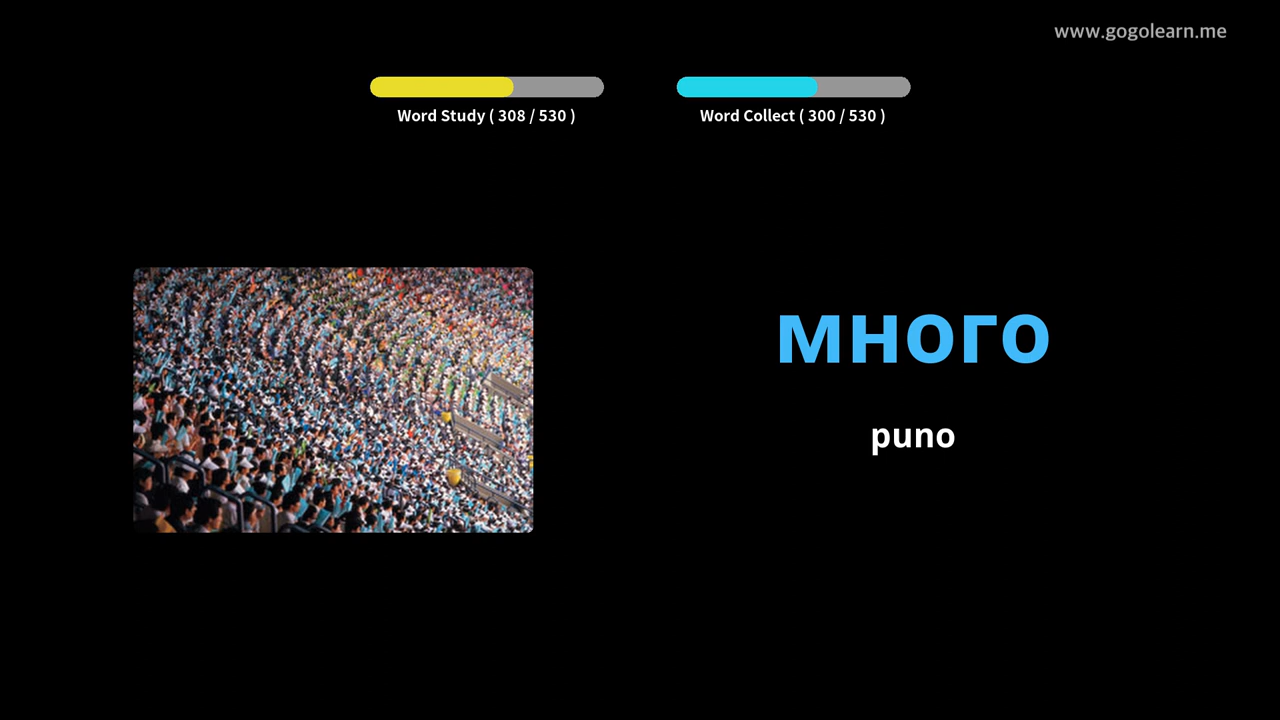 www.gogolearn.me
Word Study ( 308 / 530 )
Word Collect ( 300 / 530 )
много
puno